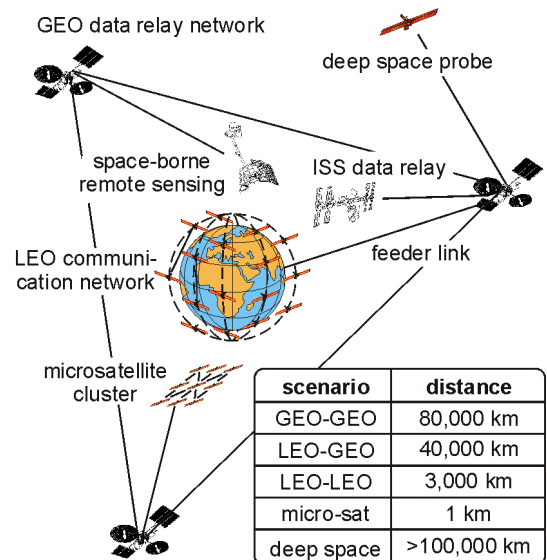 GEO data relay network
deep space probe
space-borne
remote sensing
ISS data relay
LEO communi-
cation network
feeder link
microsatellite
cluster
scenario distance
GEO-GEO 80,000 km
LEO-GEO 40,000 km
LEO-LEO 3,000 km
micro-sat 1 km
deep space >100,000 km